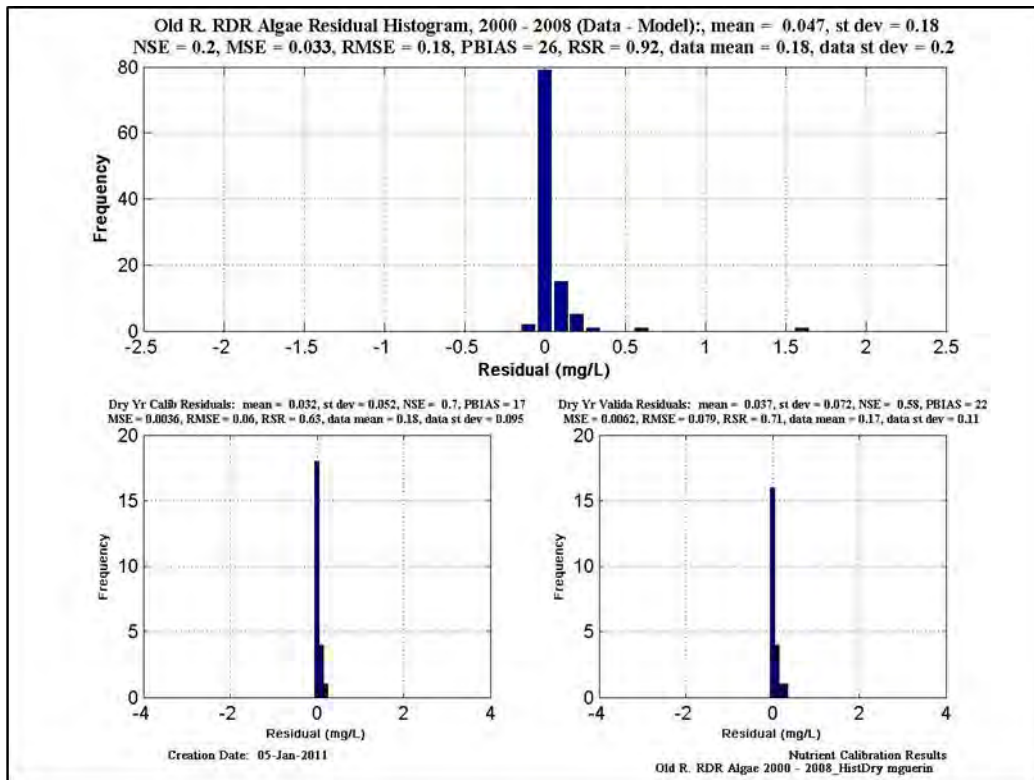 Old R. RDR Algae Residual Histogram, 2000 - 2008 (Data - Model):, mean = 0.047, st dev = 0.18
NSE = 0.2, MSE = 0.033, RMSE = 0.18, PBIAS = 26, RSR = 0.92, data mean = 0.18, data st dev = 0.2
80
60
40
20
0
Frequency
-2.5 -2 -1.5 -1 -0.5 0 0.5 1 1.5 2 2.5
Residual (mg/L)
Dry Yr Calib Residuals: mean = 0.032, st dev = 0.052, NSE = 0.7, PBIAS = 17
MSE = 0.0036, RMSE = 0.06, RSR = 0.63, data mean = 0.18, data st dev = 0.095
20
15
10
5
0
Frequency
-4 -2 0 2 4
Residual (mg/L)
Dry Yr Valida Residuals: mean = 0.037, st dev = 0.072, NSE = 0.58, PBIAS = 22
MSE = 0.0062, RMSE = 0.079, RSR = 0.71, data mean = 0.17, data st dev = 0.11
20
15
10
5
0
Frequency
-4 -2 0 2 4
Residual (mg/L)
Creation Date: 05-Jan-2011
Nutrient Calibration Results
Old R. RDR Algae 2000 - 2008_HistDry mguerin